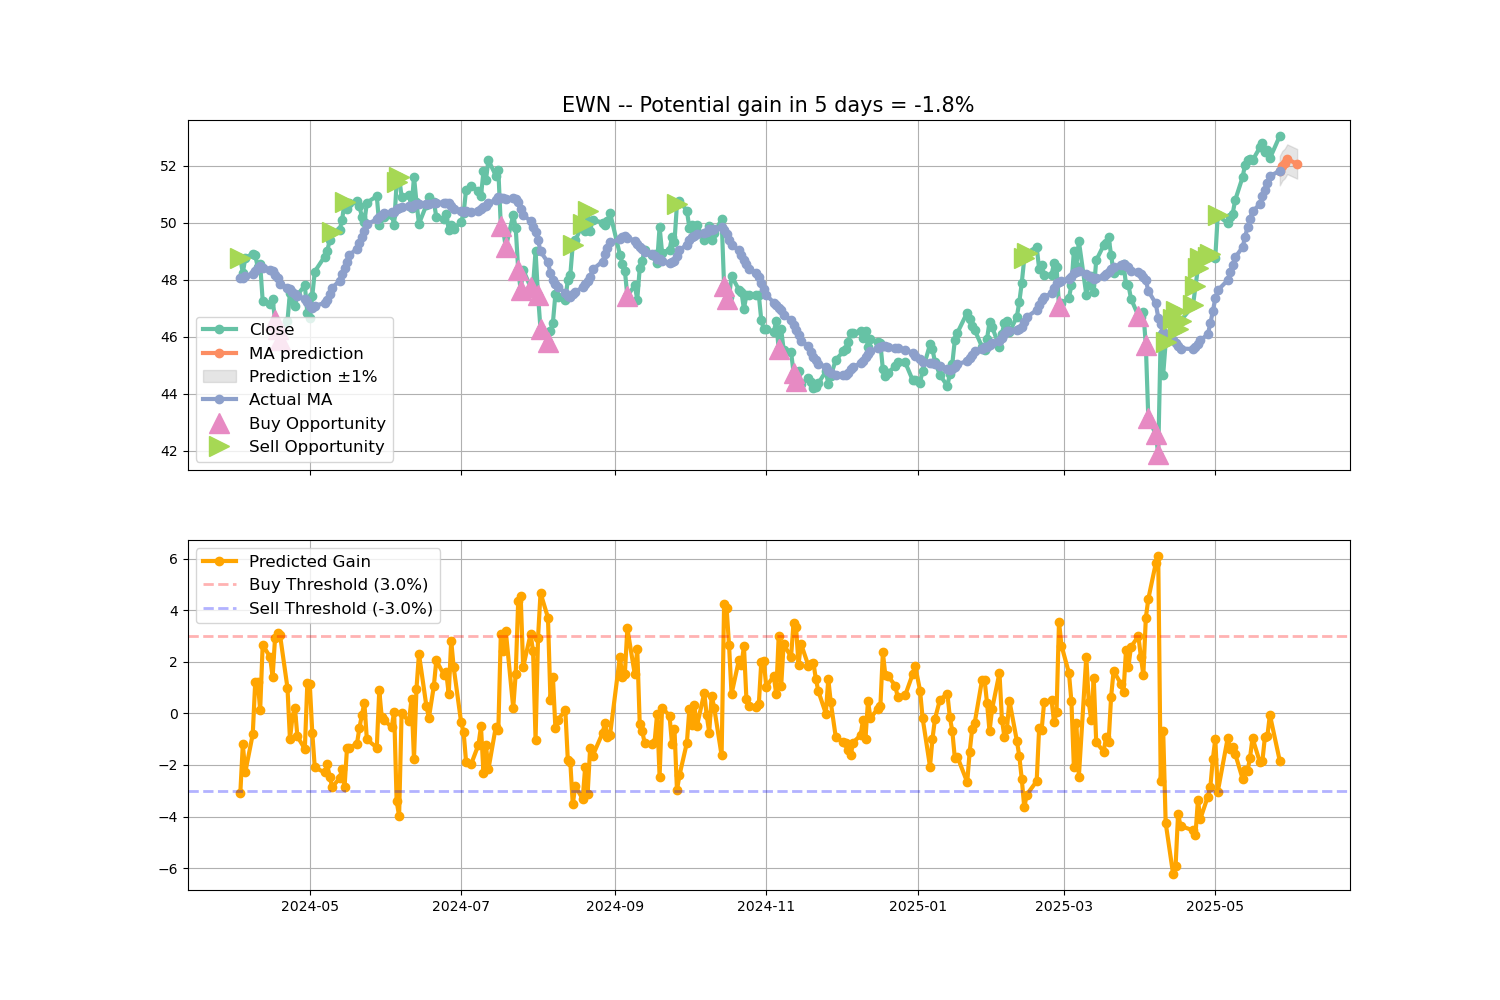 EWN -- Potential gain in 5 days = -1.8%
52
50
48
46
44
42
Close
MA prediction
Prediction ±1%
Actual MA
Buy Opportunity
Sell Opportunity
6
4
2
0
−2
−4
−6
Predicted Gain
Buy Threshold (3.0%)
Sell Threshold (-3.0%)
2024-05 2024-07 2024-09 2024-11 2025-01 2025-03 2025-05